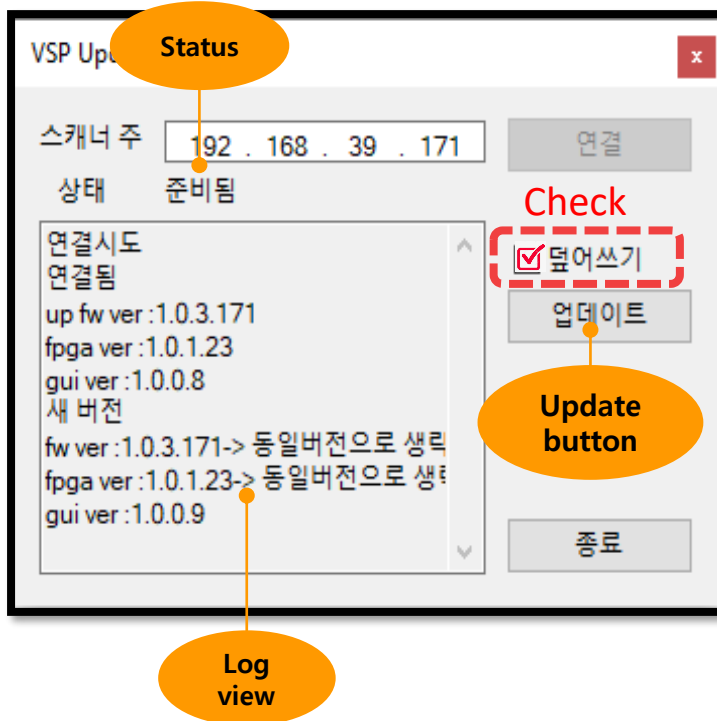 Status
VSP Up
스캐너 주
192 . 168 . 39 . 171
연결
상태
준비됨
Check
덮어쓰기
연결시도
연결됨
up fw ver :1.0.3.171
fpga ver :1.0.1.23
gui ver :1.0.0.8
새 버전
fw ver :1.0.3.171-> 동일버전으로 생략
fpga ver :1.0.1.23-> 동일버전으로 생
gui ver :1.0.0.9
업데이트
Update
button
종료
Log
view